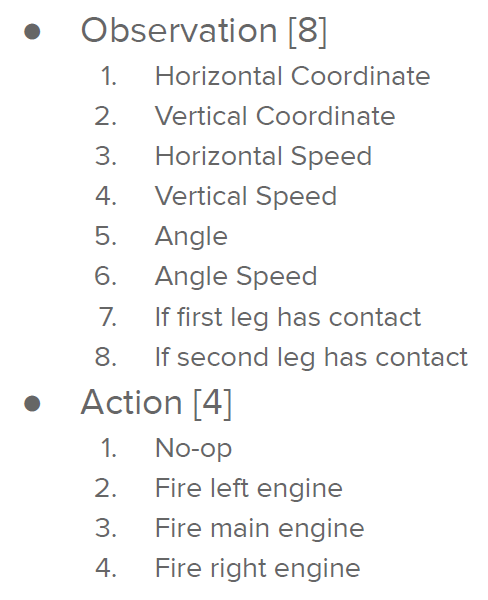 ● Observation [8]
1. Horizontal Coordinate
2. Vertical Coordinate
3. Horizontal Speed
4. Vertical Speed
5. Angle
6. Angle Speed
7. If first leg has contact
8. If second leg has contact
● Action [4]
1. No-op
2. Fire left engine
3. Fire main engine
4. Fire right engine